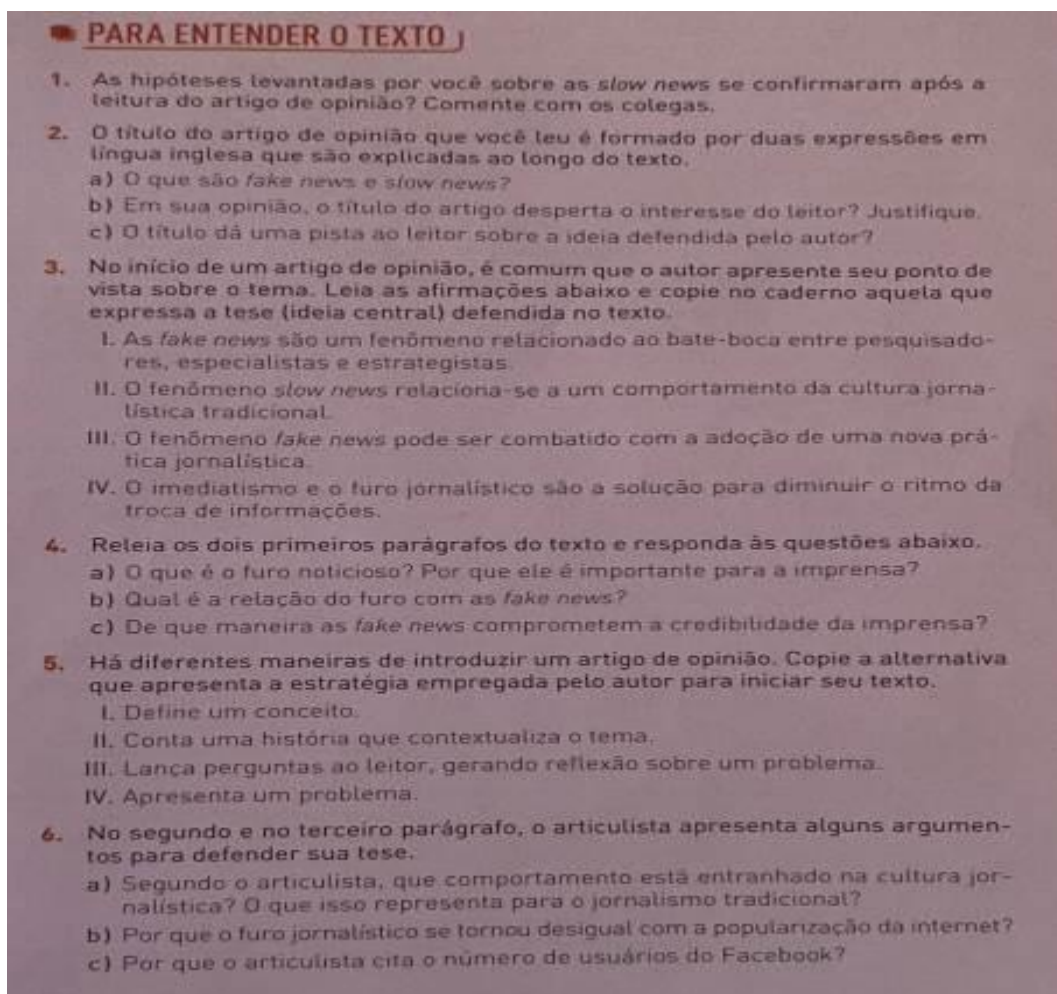 PARA ENTENDER O TEXTO
1. As hipóteses levantadas por você sobre as slow news se confirmaram após a
leitura do artigo de opinião? Comente com os colegas.
2. O título do artigo de opinião que você leu é formado por duas expressões em
língua inglesa que são explicadas ao longo do texto.
a) O que são fake news e slow news?
b) Em sua opinião, o título do artigo desperta o interesse do leitor? Justifique.
c) O título dá uma pista ao leitor sobre a ideia defendida pelo autor?
3. No início de um artigo de opinião, é comum que o autor apresente seu ponto de
vista sobre o tema. Leia as afirmações abaixo e copie no caderno aquela que
expressa a tese (ideia central) defendida no texto.
I. As fake news são um fenômeno relacionado ao bate-boca entre pesquisado-
res, especialistas e estrategistas.
II. O fenômeno slow news relaciona-se a um comportamento da cultura jorna-
lística tradicional.
III. O fenômeno fake news pode ser combatido com a adoção de uma nova prá-
tica jornalística.
IV. O imediatismo e o furo jornalístico são a solução para diminuir o ritmo da
troca de informações.
4. Releia os dois primeiros parágrafos do texto e responda às questões abaixo.
a) O que é o furo noticioso? Por que ele é importante para a imprensa?
b) Qual é a relação do furo com as fake news?
c) De que maneira as fake news comprometem a credibilidade da imprensa?
5. Há diferentes maneiras de introduzir um artigo de opinião. Copie a alternativa
que apresenta a estratégia empregada pelo autor para iniciar seu texto.
I. Define um conceito.
II. Conta uma história que contextualiza o tema.
III. Lança perguntas ao leitor, gerando reflexão sobre um problema.
IV. Apresenta um problema.
6. No segundo e no terceiro parágrafo, o articulista apresenta alguns argumen-
tos para defender sua tese.
a) Segundo o articulista, que comportamento está entranhado na cultura jor-
nalística? O que isso representa para o jornalismo tradicional?
b) Por que o furo jornalístico se tornou desigual com a popularização da internet?
c) Por que o articulista cita o número de usuários do Facebook?